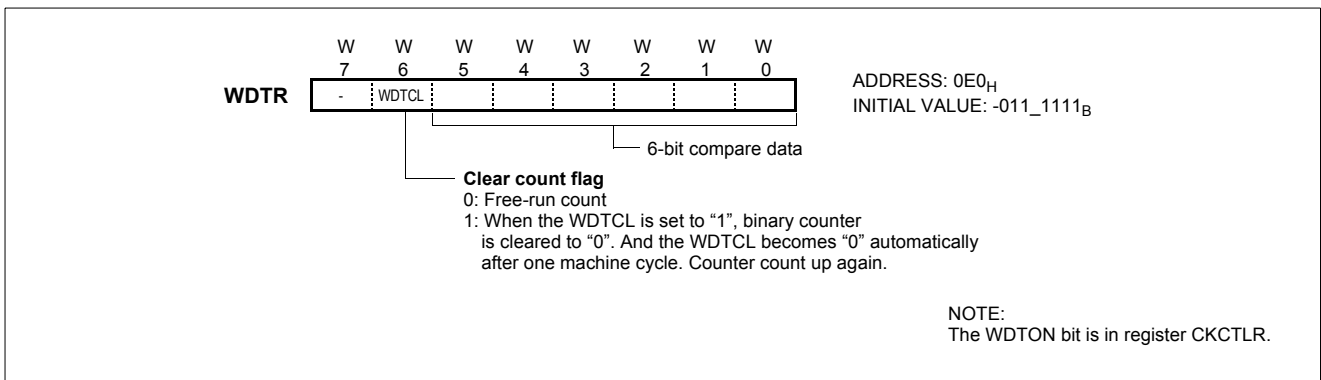 W W W W W W W W
7 6 5 4 3 2 1 0
WDTR - WDTCL
ADDRESS: 0E0H
INITIAL VALUE: -011_1111B
6-bit compare data
Clear count flag
0: Free-run count
1: When the WDTCL is set to “1”, binary counter
is cleared to “0”. And the WDTCL becomes “0” automatically
after one machine cycle. Counter count up again.
NOTE:
The WDTON bit is in register CKCTLR.